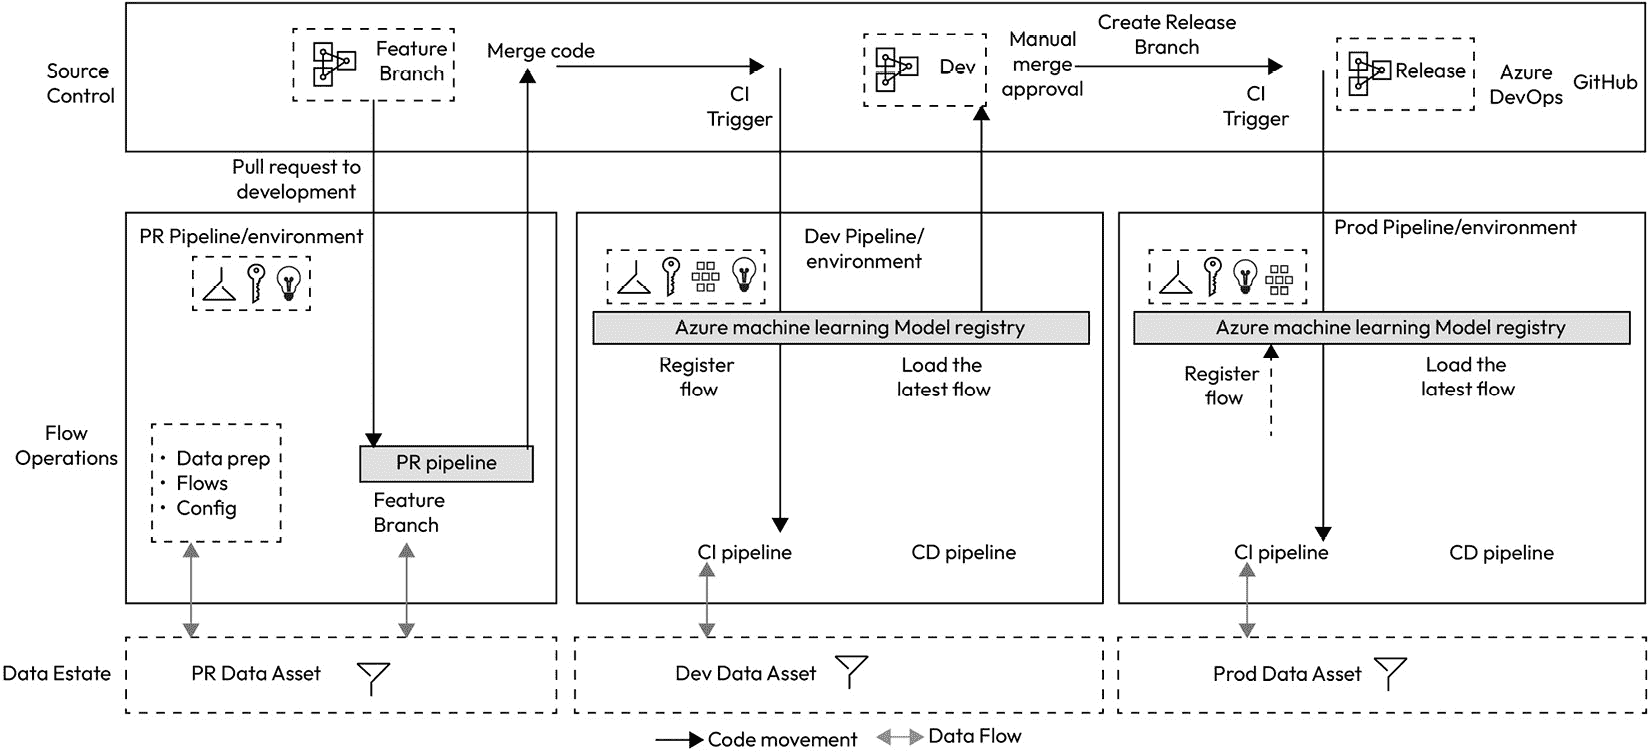 Source
Control
Feature
Branch
Merge code
CI
Trigger
Dev
Manual
merge
approval
Create Release
Branch
CI
Trigger
Release
Azure
DevOps
GitHub
Pull request to
development
Flow
Operations
PR Pipeline/environment
• Data prep
• Flows
• Config
PR pipeline
Feature
Branch
Dev Pipeline/
environment
Azure machine learning Model registry
Register
flow
Load the
latest flow
CI pipeline
CD pipeline
Prod Pipeline/environment
Azure machine learning Model registry
Register
flow
Load the
latest flow
CI pipeline
CD pipeline
Data Estate
PR Data Asset
Dev Data Asset
Prod Data Asset
Code movement
Data Flow